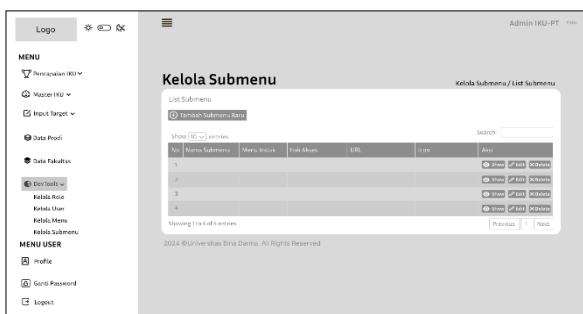 Logo
Admin IKU-PT
MENU
Pencapaian IKU
Master IKU
Input Target
Data Prodi
Data Fakultas
DevTools
Kelola Role
Kelola User
Kelola Menu
Kelola Submenu
MENU USER
Profile
Ganti Password
Logout
Kelola Submenu
Kelola Submenu / List Submenu
List Submenu
Tambah Submenu Baru
Show 10 entries
Search :
No Nama Submenu Menu Induk Hak Akses URL Icon Aksi
1 Show Edit Delete
2 Show Edit Delete
3 Show Edit Delete
4 Show Edit Delete
Showing 1 to 4 of 4 entries
Previous 1 Next
2024 ©Universitas Bina Darma. All Rights Reserved